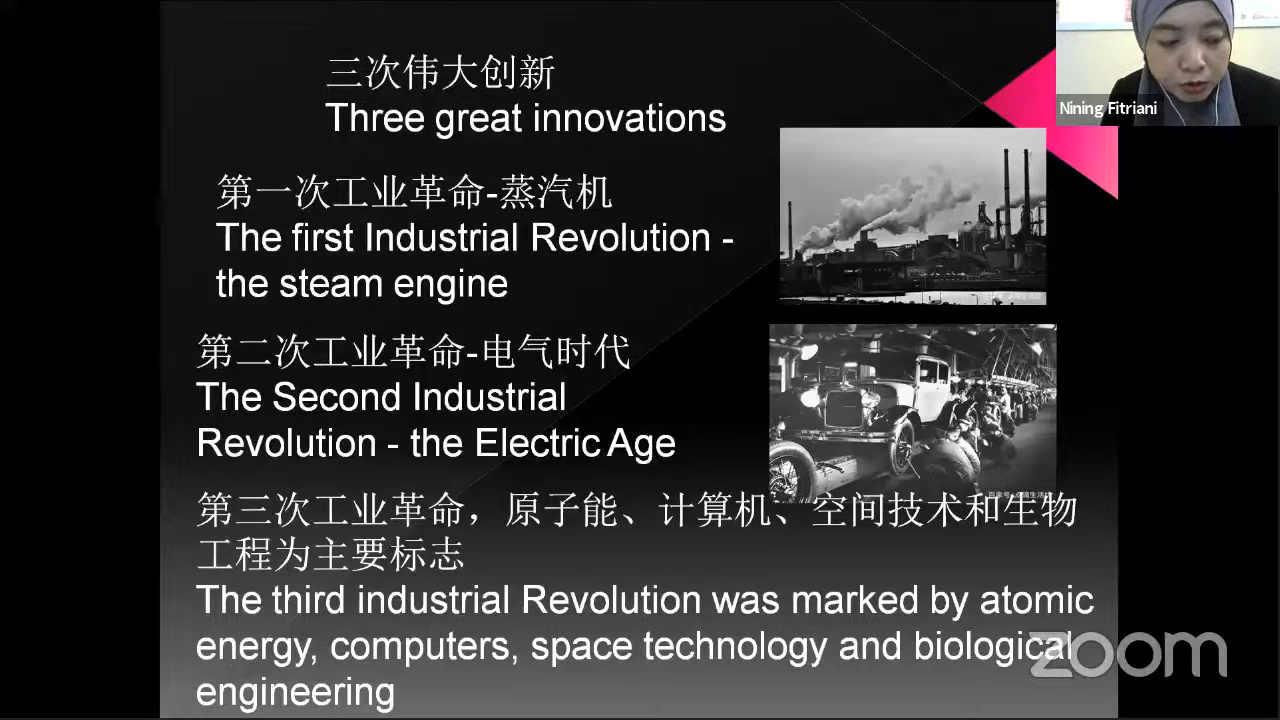 三次伟大创新
Three great innovations
Nining Fitriani
第一次工业革命-蒸汽机
The first Industrial Revolution -
the steam engine
第二次工业革命-电气时代
The Second Industrial
Revolution - the Electric Age
第三次工业革命，原子能、计算机、空间技术和生物
工程为主要标志
The third industrial Revolution was marked by atomic
energy, computers, space technology and biological
engineering
zoom